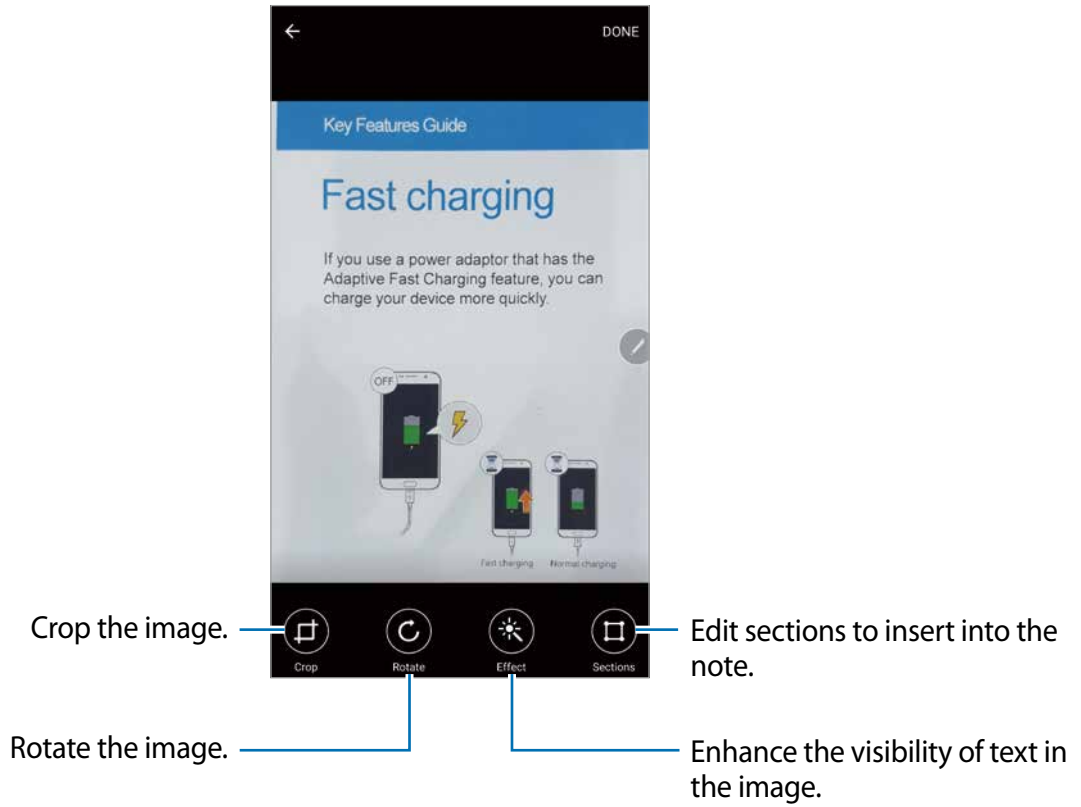 DONE
Key Features Guide
Fast charging
If you use a power adaptor that has the
Adaptive Fast Charging feature, you can
charge your device more quickly.
OFF
Fast charging
Normal charging
Crop
Rotate
Effect
Sections
Crop the image.
Rotate the image.
Edit sections to insert into the
note.
Enhance the visibility of text in
the image.